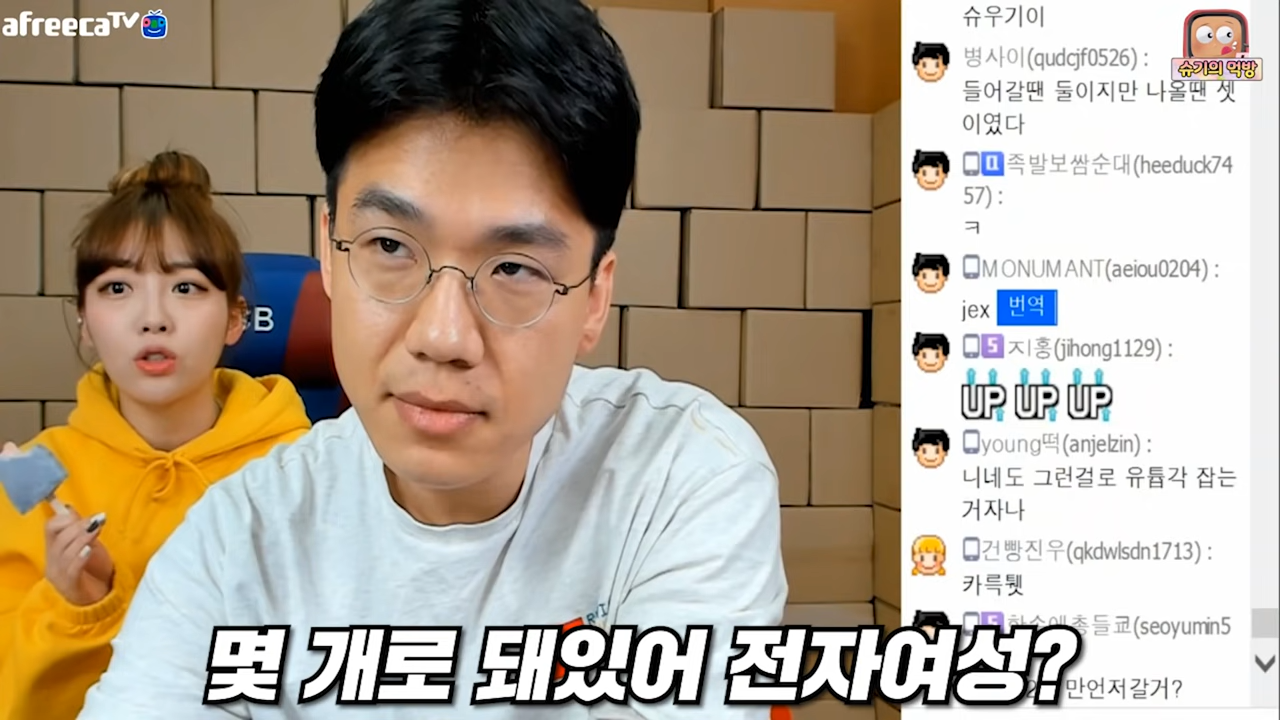 afreecaTV
슈기의 먹방
B
슈우기이
병사이(qudcjf0526) :
들어갈땐 둘이지만 나올땐 셋
이였다
족발보쌈순대(heeduck74
57) :
ㅋ
MONUMANT(aeiou0204) :
jex 번역
S 지홍(jihong1129) :
UP UP UP
young떡(anjelzin) :
니네도 그런걸로 유튭각 잡는
거자나
건빵진우(qkdwlsdn1713) :
카륵퉷
(seoyumin5
만언저갈거?
몇 개로 돼있어 전자여성?